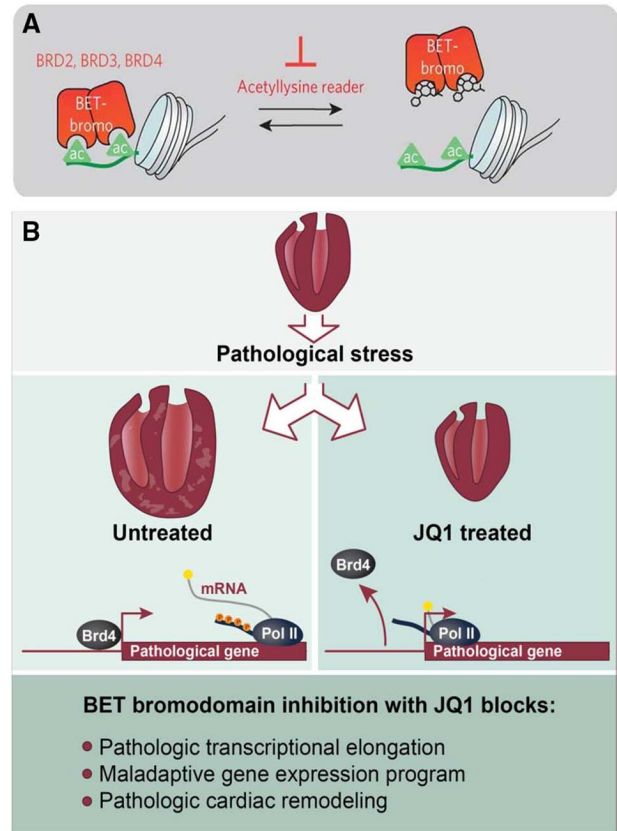 A
BRD2, BRD3, BRD4
BET-
bromo
ac
ac
Acetyllysine reader
BET-
bromo
ac
ac
B
Pathological stress
Untreated
JQ1 treated
Brd4
mRNA
P P P P
Pol II
Pathological gene
Brd4
Pol II
Pathological gene
BET bromodomain inhibition with JQ1 blocks:
Pathologic transcriptional elongation
Maladaptive gene expression program
Pathologic cardiac remodeling